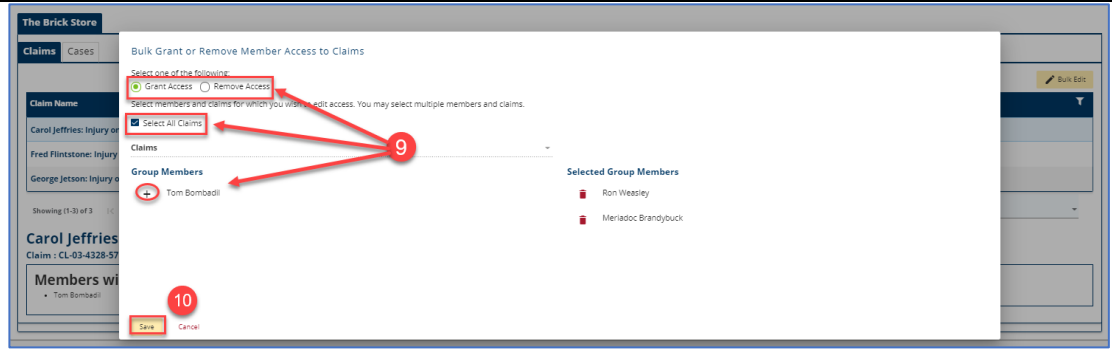 The Brick Store
Claims Cases
Bulk Grant or Remove Member Access to Claims
Select one of the following:
Grant Access Remove Access
Bulk Edit
Claim Name
Select members and claims for which you wish to edit access. You may select multiple members and claims.
Carol Jeffries: Injury or
Select All Claims
9
Claims
Fred Flintstone: Injury
Group Members Selected Group Members
George Jetson: Injury o
+ Tom Bombadil Ron Weasley
Showing (1-3) of 3
Meriadoc Brandybuck
Carol Jeffries
Claim : CL-03-4328-57
Members wi
Tom Bombadil
10
Save Cancel